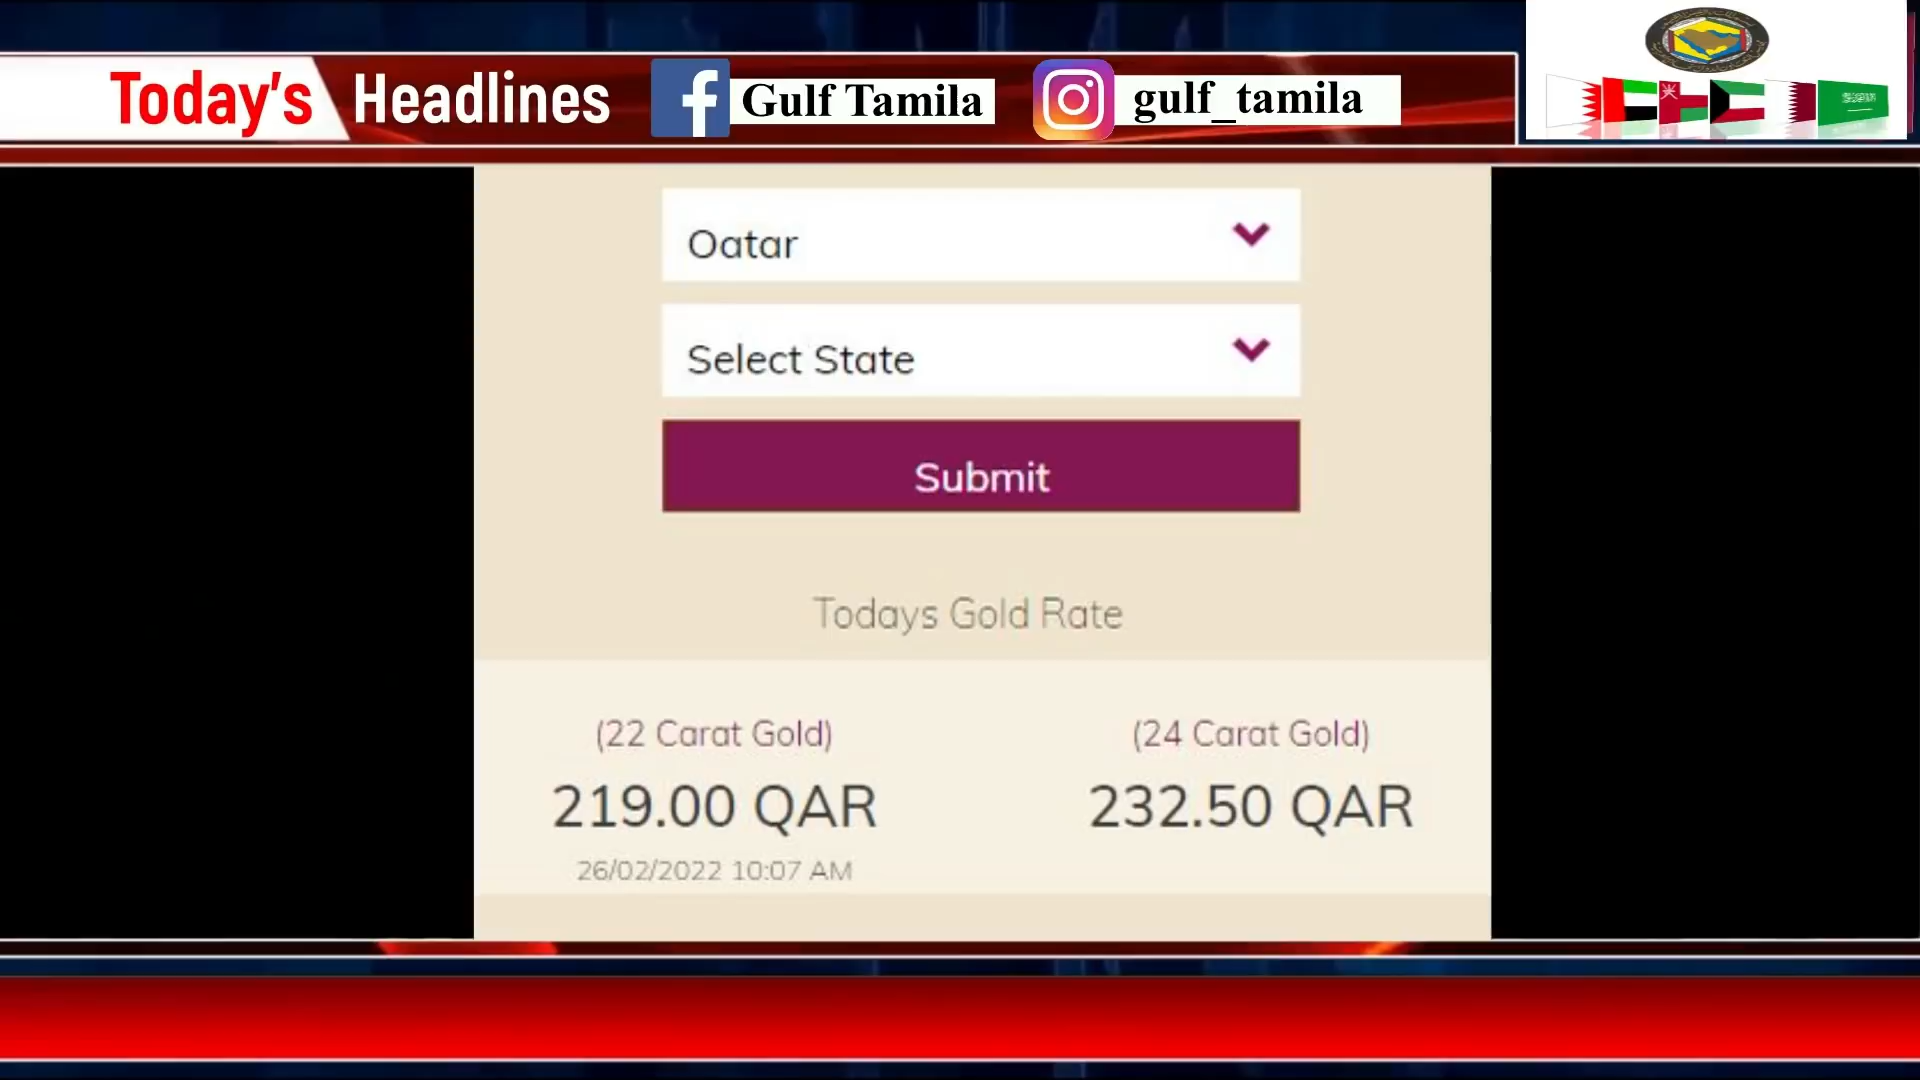 Today's Headlines
Gulf Tamila
gulf_tamila
Qatar
Select State
Submit
Todays Gold Rate
(22 Carat Gold)
(24 Carat Gold)
219.00 QAR
232.50 QAR
26/02/2022 10:07 AM